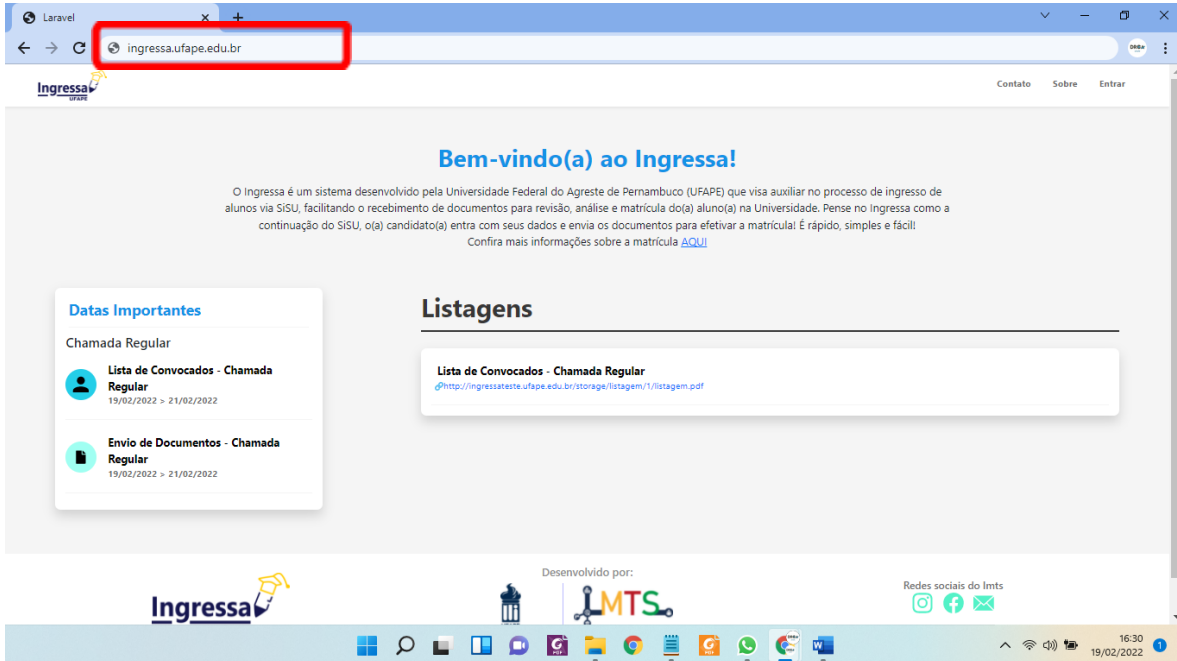 Laravel
ingressa.ufape.edu.br
Ingressa
UFAPE
Contato Sobre Entrar
Bem-vindo(a) ao Ingressa!
O Ingressa é um sistema desenvolvido pela Universidade Federal do Agreste de Pernambuco (UFAPE) que visa auxiliar no processo de ingresso de
alunos via SiSU, facilitando o recebimento de documentos para revisão, análise e matrícula do(a) aluno(a) na Universidade. Pense no Ingressa como a
continuação do SiSU, o(a) candidato(a) entra com seus dados e envia os documentos para efetivar a matrícula! É rápido, simples e fácil!
Confira mais informações sobre a matrícula AQUI
Datas Importantes
Chamada Regular
Lista de Convocados - Chamada
Regular
19/02/2022 > 21/02/2022
Envio de Documentos - Chamada
Regular
19/02/2022 > 21/02/2022
Listagens
Lista de Convocados - Chamada Regular
http://ingressateste.ufape.edu.br/storage/listagem/1/listagem.pdf
Ingressa
Desenvolvido por:
LMTS
Redes sociais do lmts
16:30
19/02/2022
1